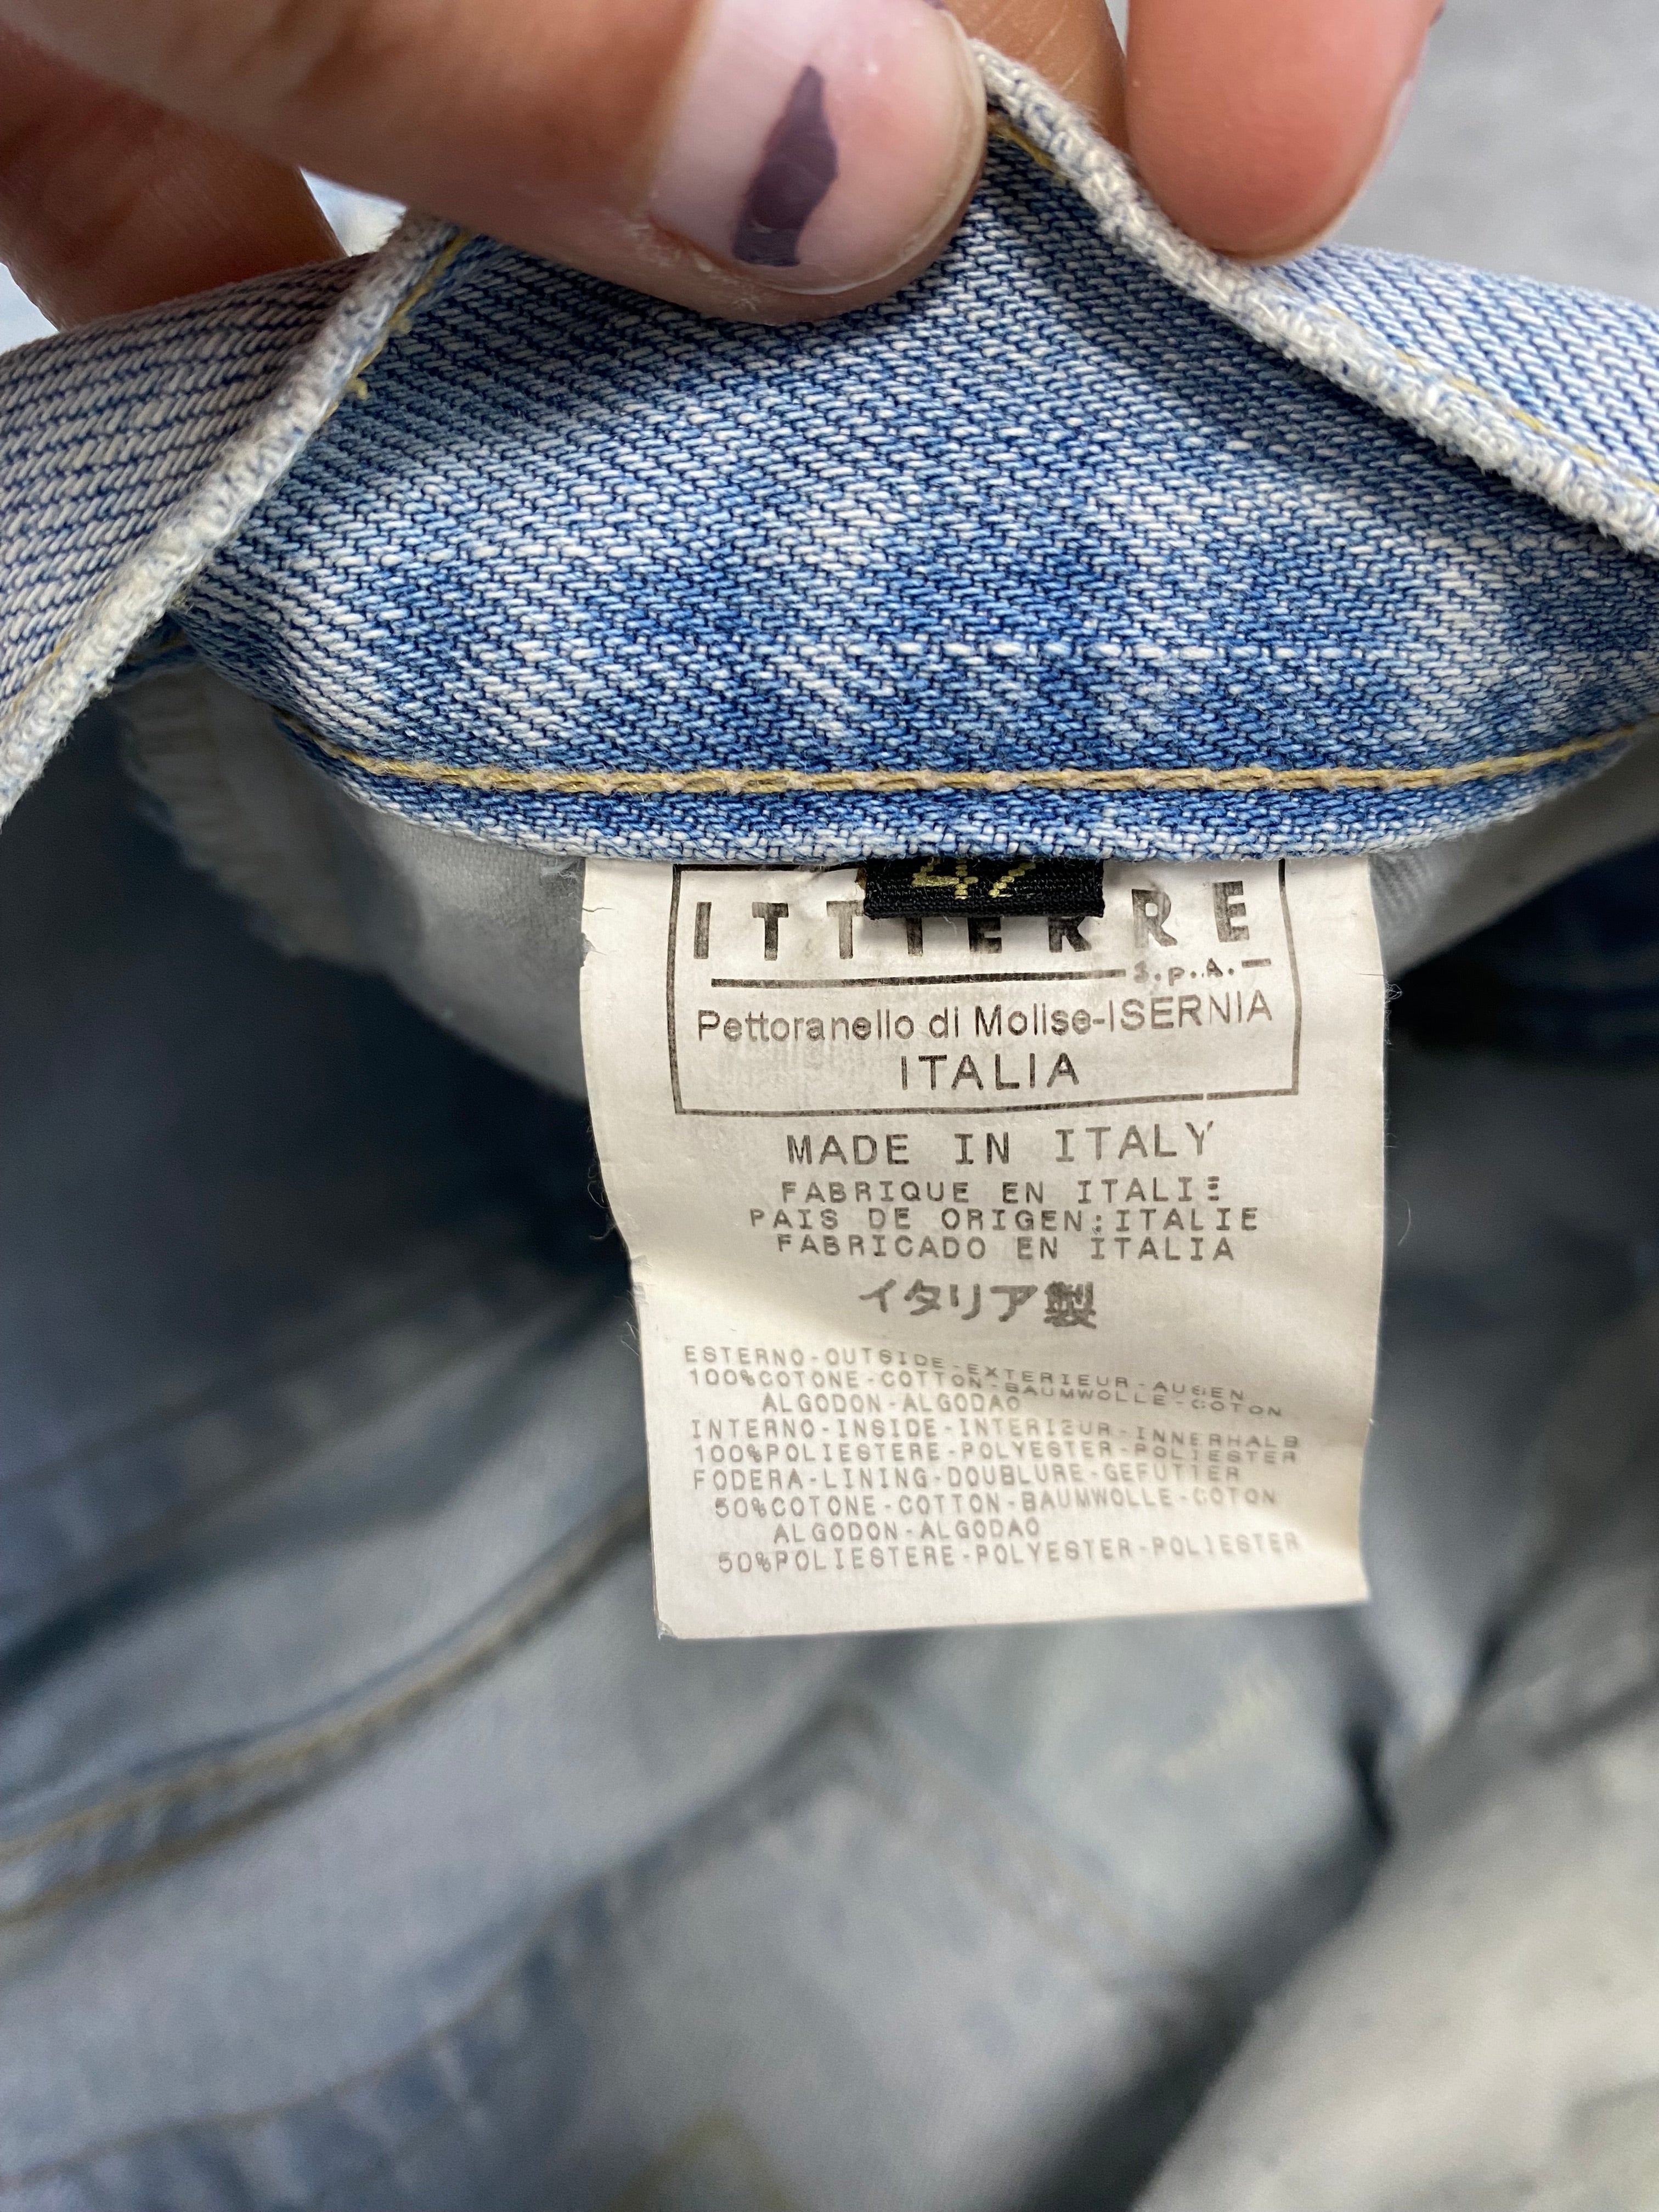 47
ITTIERRE
S.p.A.
Pettoranello di Molise-ISERNIA
ITALIA
MADE IN ITALY
FABRIQUE EN ITALIE
PAIS DE ORIGEN:ITALIE
FABRICADO EN ITALIA
イタリア製
ESTERNO-OUTSIDE-EXTERIEUR-AUGEN
100%COTONE-COTTON-BAUMWOLLE-COTON
ALGODON-ALGODAO
INTERNO-INSIDE-INTERIEUR-INNERHALB
100%POLIESTERE-POLYESTER-POLIESTER
FODERA-LINING-DOUBLURE-GEFUTTER
50%COTONE-COTTON-BAUMWOLLE-COTON
ALGODON-ALGODAO
50%POLIESTERE-POLYESTER-POLIESTER